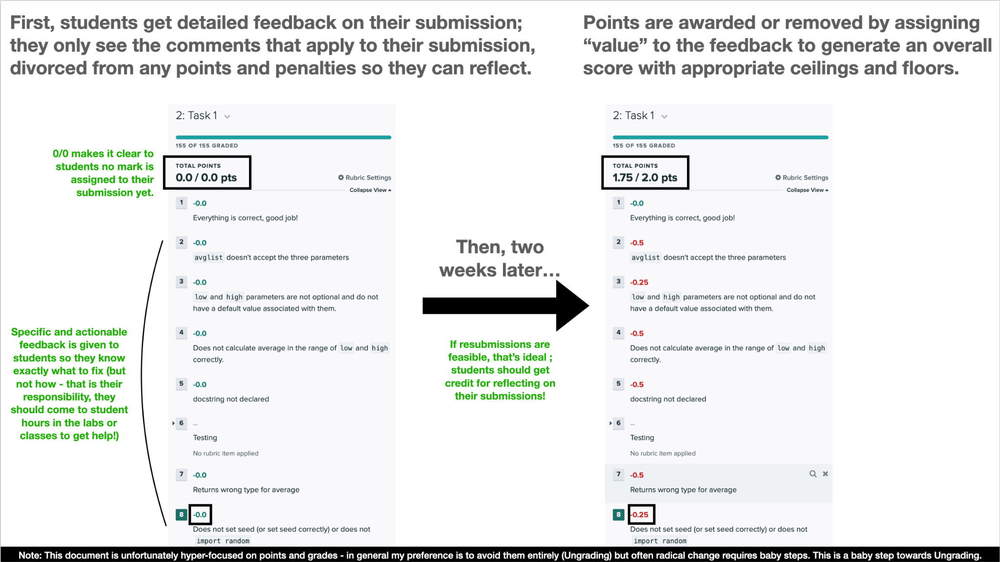 First, students get detailed feedback on their submission;
they only see the comments that apply to their submission,
divorced from any points and penalties so they can reflect.
Points are awarded or removed by assigning
“value” to the feedback to generate an overall
score with appropriate ceilings and floors.
0/0 makes it clear to
students no mark is
assigned to their
submission yet.
Specific and actionable
feedback is given to
students so they know
exactly what to fix (but
not how - that is their
responsibility, they
should come to student
hours in the labs or
classes to get help!)
2: Task 1
155 OF 155 GRADED
TOTAL POINTS
0.0 / 0.0 pts
Rubric Settings
Collapse View
1 -0.0
Everything is correct, good job!
2 -0.0
avglist doesn't accept the three parameters
3 -0.0
low and high parameters are not optional and do not
have a default value associated with them.
4 -0.0
Does not calculate average in the range of low and high
correctly.
5 -0.0
docstring not declared
6 --
Testing
No rubric item applied
7 -0.0
Returns wrong type for average
8 -0.0
Does not set seed (or set seed correctly) or does not
import random
Then, two
weeks later…
If resubmissions are
feasible, that’s ideal ;
students should get
credit for reflecting on
their submissions!
2: Task 1
155 OF 155 GRADED
TOTAL POINTS
1.75 / 2.0 pts
Rubric Settings
Collapse View
1 -0.0
Everything is correct, good job!
2 -0.5
avglist doesn't accept the three parameters
3 -0.25
low and high parameters are not optional and do not
have a default value associated with them.
4 -0.5
Does not calculate average in the range of low and high
correctly.
5 -0.5
docstring not declared
6 --
Testing
No rubric item applied
7 -0.5
Returns wrong type for average
8 -0.25
Does not set seed (or set seed correctly) or does not
import random
Note: This document is unfortunately hyper-focused on points and grades - in general my preference is to avoid them entirely (Ungrading) but often radical change requires baby steps. This is a baby step towards Ungrading.